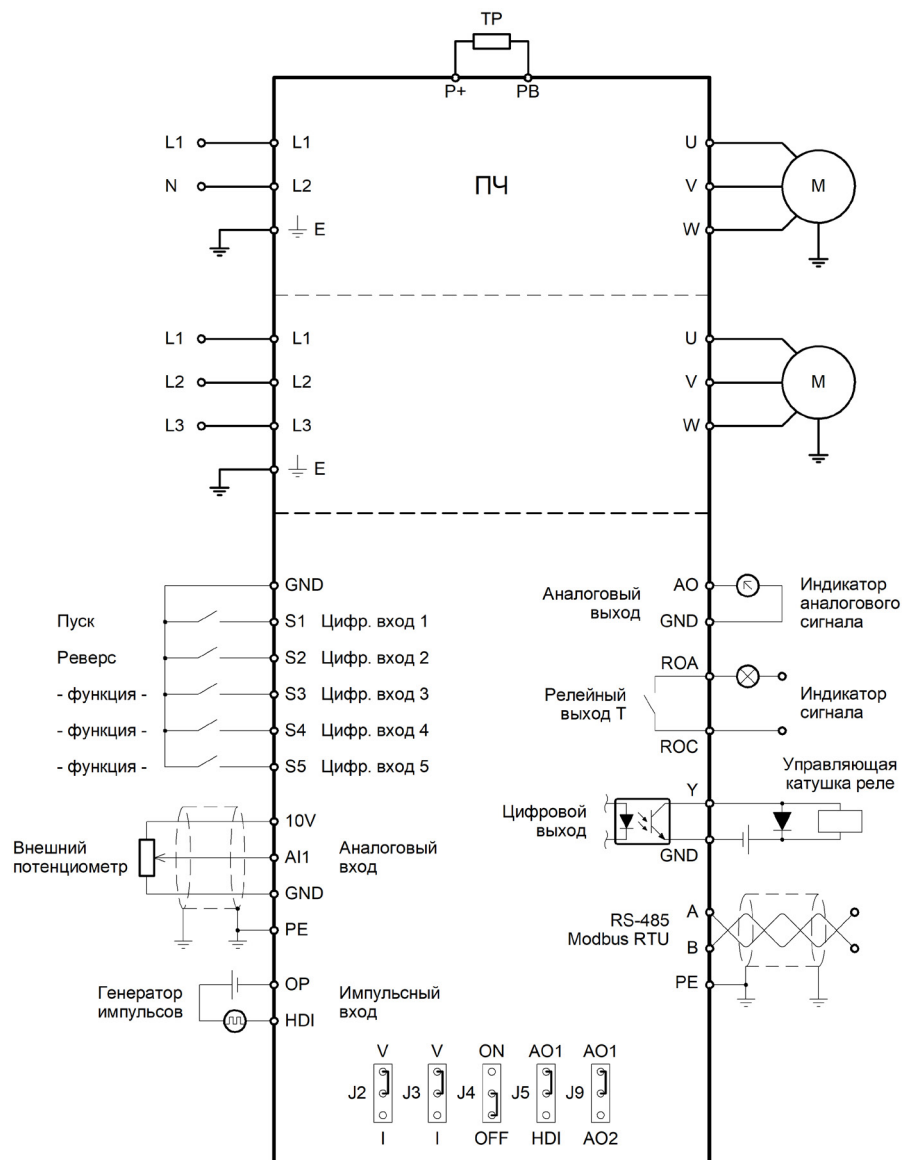 ТР
P+ PB
L1 L1 U
N L2 ПЧ V M
E W
L1 L1 U
L2 L2 V M
L3 L3 W
E
GND
Пуск S1 Цифр. вход 1
Реверс S2 Цифр. вход 2
- функция - S3 Цифр. вход 3
- функция - S4 Цифр. вход 4
- функция - S5 Цифр. вход 5
Аналоговый
выход
AO
GND
Индикатор
аналогового
сигнала
Релейный
выход T
ROA
ROC
Индикатор
сигнала
Цифровой
выход
Y
GND
Управляющая
катушка реле
Внешний
потенциометр
10V
AI1
GND
PE
Аналоговый
вход
RS-485
Modbus RTU
A
B
PE
Генератор
импульсов
OP
HDI
Импульсный
вход
V V ON AO1 AO1
J2 J3 J4 J5 J9
I I OFF HDI AO2